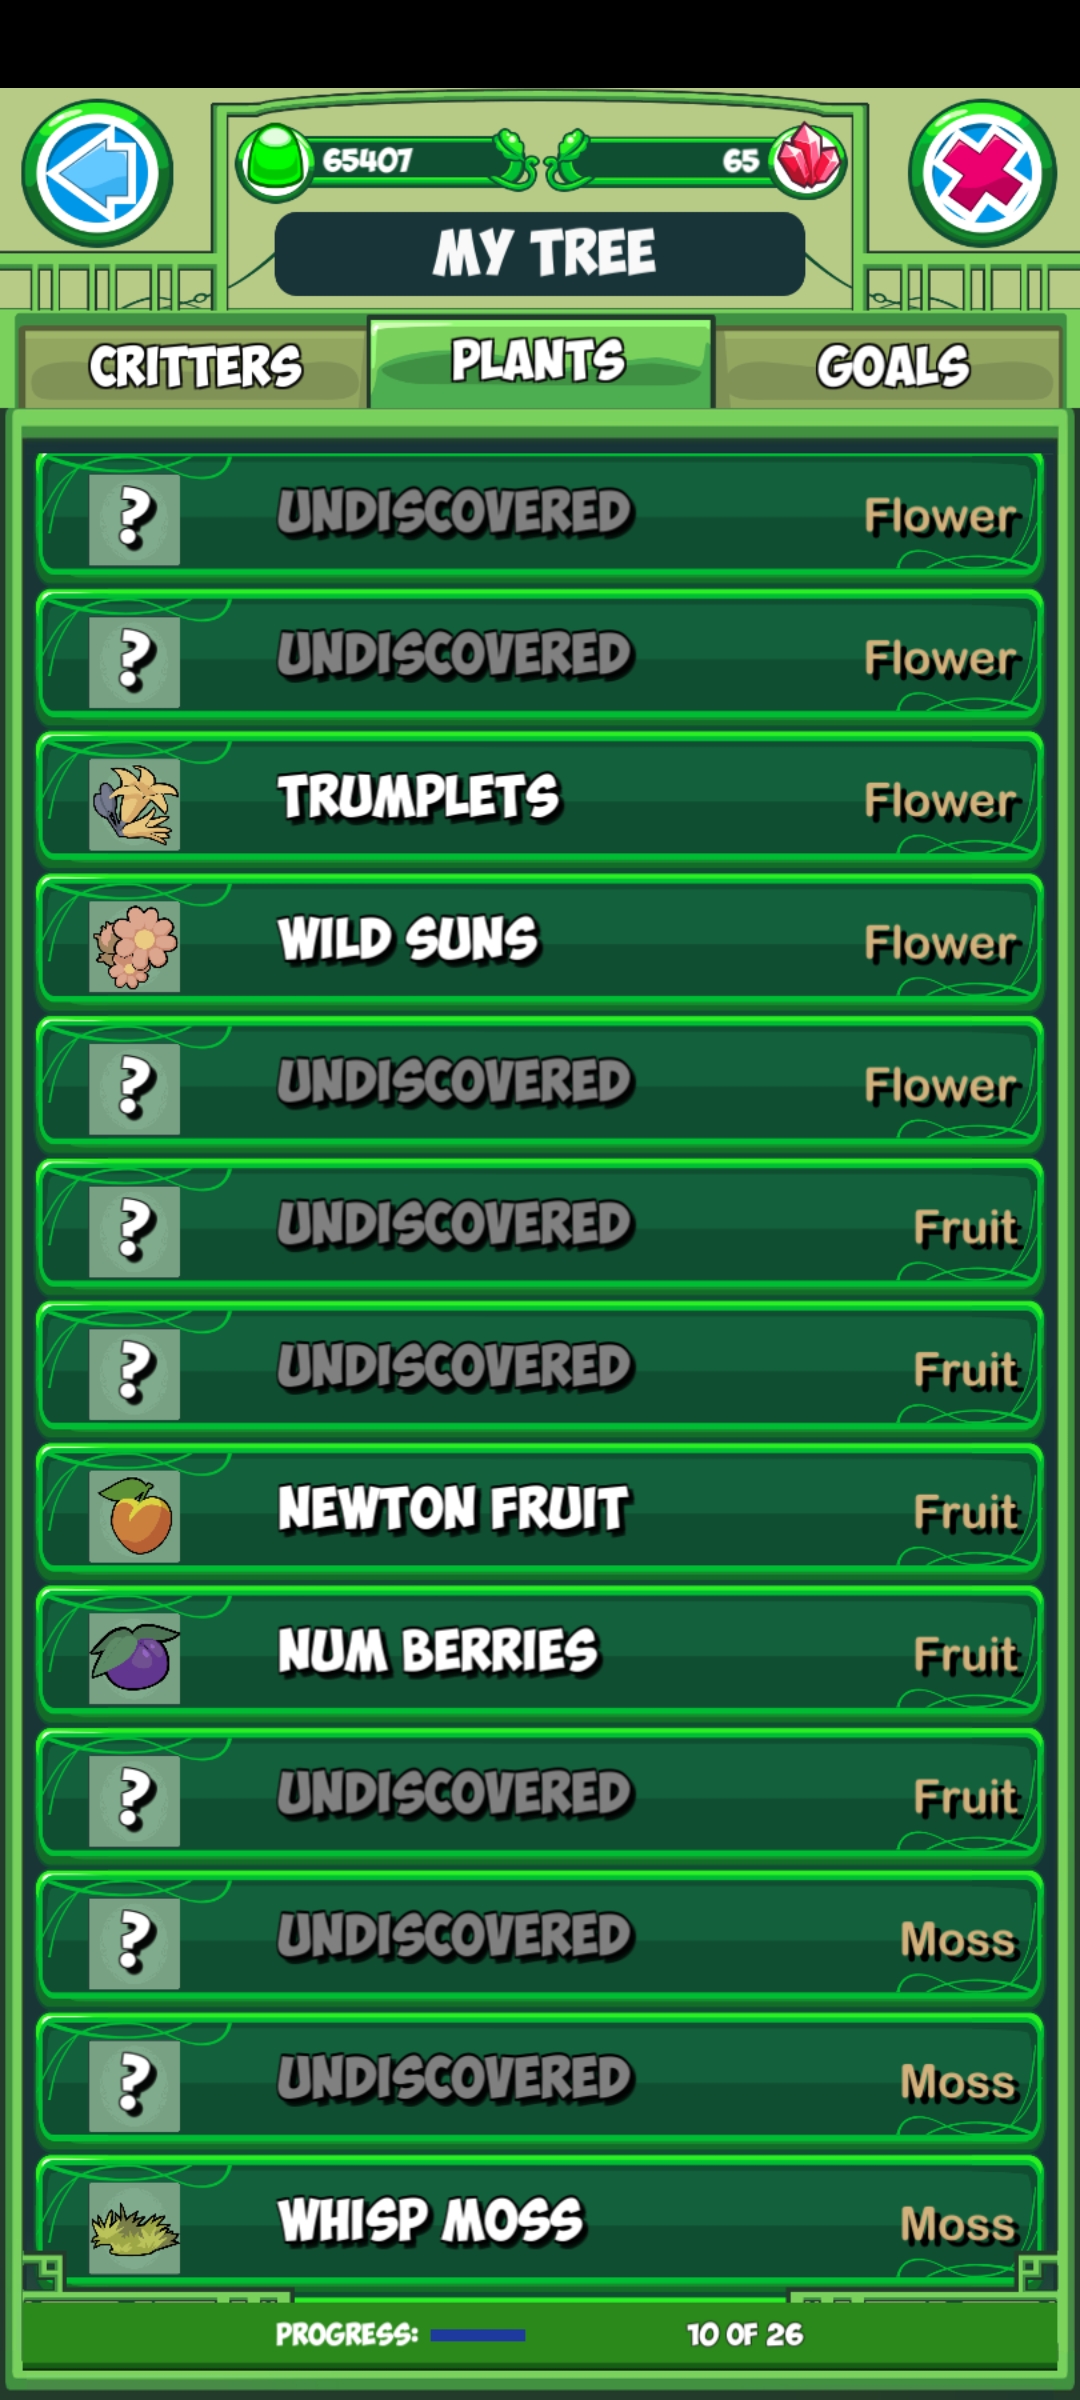 65407 65
MY TREE
CRITTERS PLANTS GOALS
? UNDISCOVERED Flower
? UNDISCOVERED Flower
TRUMPLETS Flower
WILD SUNS Flower
? UNDISCOVERED Flower
? UNDISCOVERED Fruit
? UNDISCOVERED Fruit
NEWTON FRUIT Fruit
NUM BERRIES Fruit
? UNDISCOVERED Fruit
? UNDISCOVERED Moss
? UNDISCOVERED Moss
WHISP MOSS Moss
PROGRESS: 10 OF 26